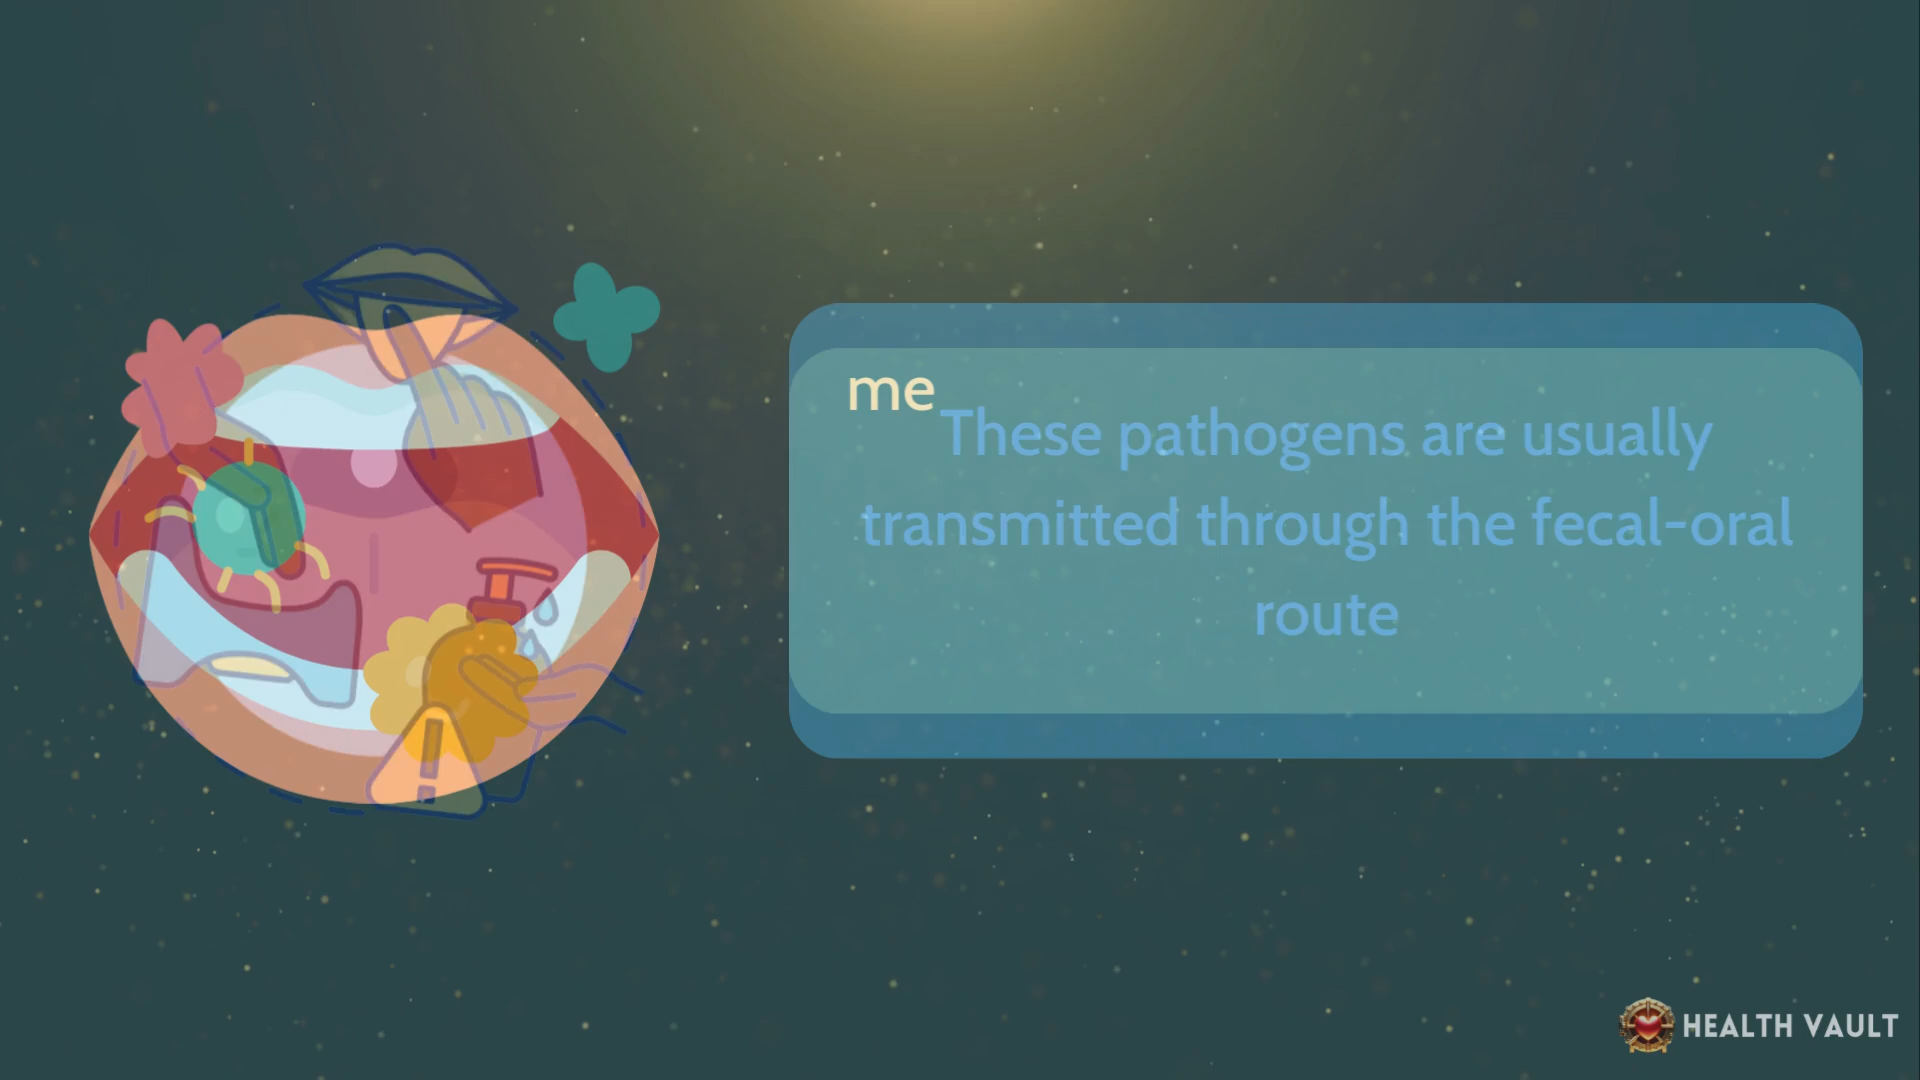 me
These pathogens are usually
transmitted through the fecal-oral
route
HEALTH VAULT